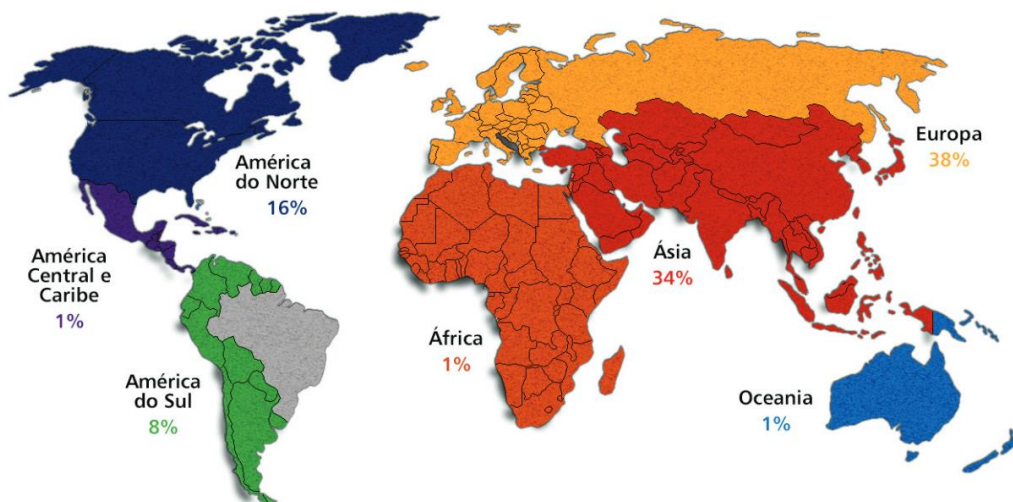 América
do Norte
16%
América
Central e
Caribe
1%
América
do Sul
8%
África
1%
Europa
38%
Ásia
34%
Oceania
1%